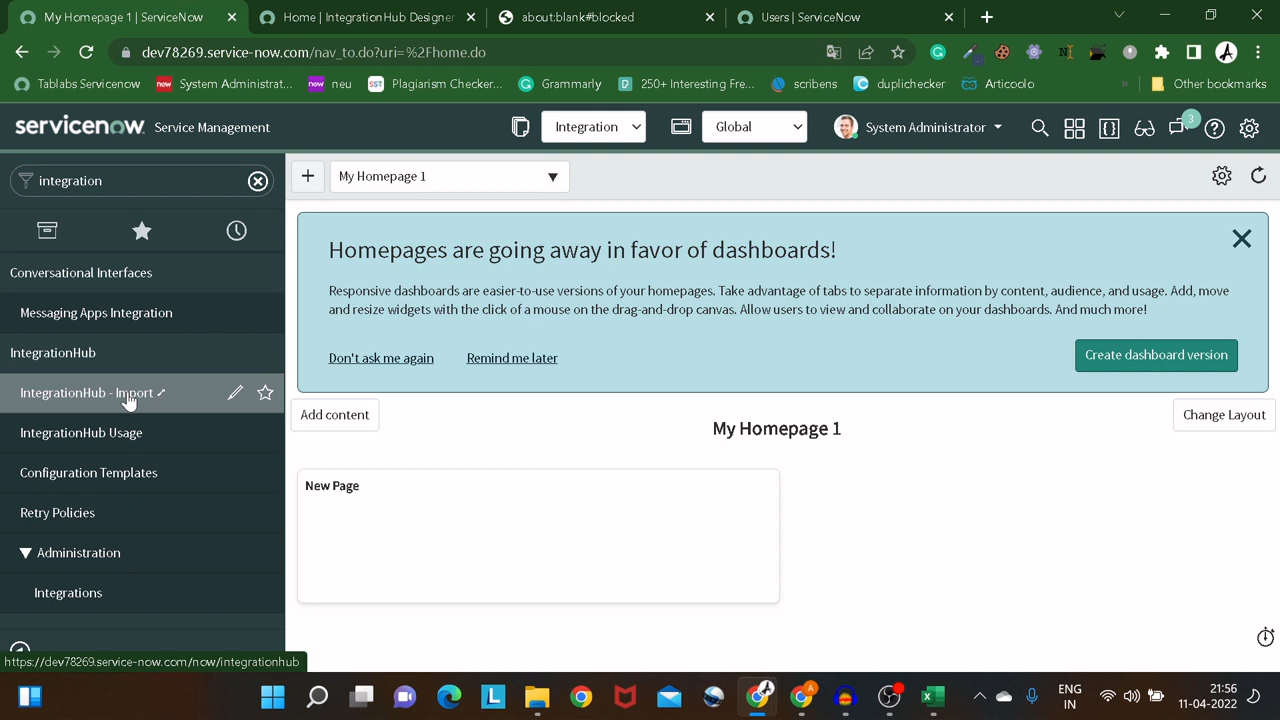 My Homepage 1 | ServiceNow
Home | IntegrationHub Designer
about:blank#blocked
Users | ServiceNow
dev78269.service-now.com/nav_to.do?uri=%2Fhome.do
Tablabs Servicenow
now
System Administrat...
now
neu
SST
Plagiarism Checker...
Grammarly
250+ Interesting Fre...
scribens
duplichecker
Articoolo
»
Other bookmarks
servicenow
Service Management
Integration
Global
System Administrator
3
integration
My Homepage 1
Conversational Interfaces
Messaging Apps Integration
IntegrationHub
IntegrationHub - Import
IntegrationHub Usage
Configuration Templates
Retry Policies
Administration
Integrations
https://dev78269.service-now.com/now/integrationhub
Homepages are going away in favor of dashboards!
Responsive dashboards are easier-to-use versions of your homepages. Take advantage of tabs to separate information by content, audience, and usage. Add, move
and resize widgets with the click of a mouse on the drag-and-drop canvas. Allow users to view and collaborate on your dashboards. And much more!
Don't ask me again
Remind me later
Create dashboard version
Add content
My Homepage 1
Change Layout
New Page
ENG
IN
21:56
11-04-2022